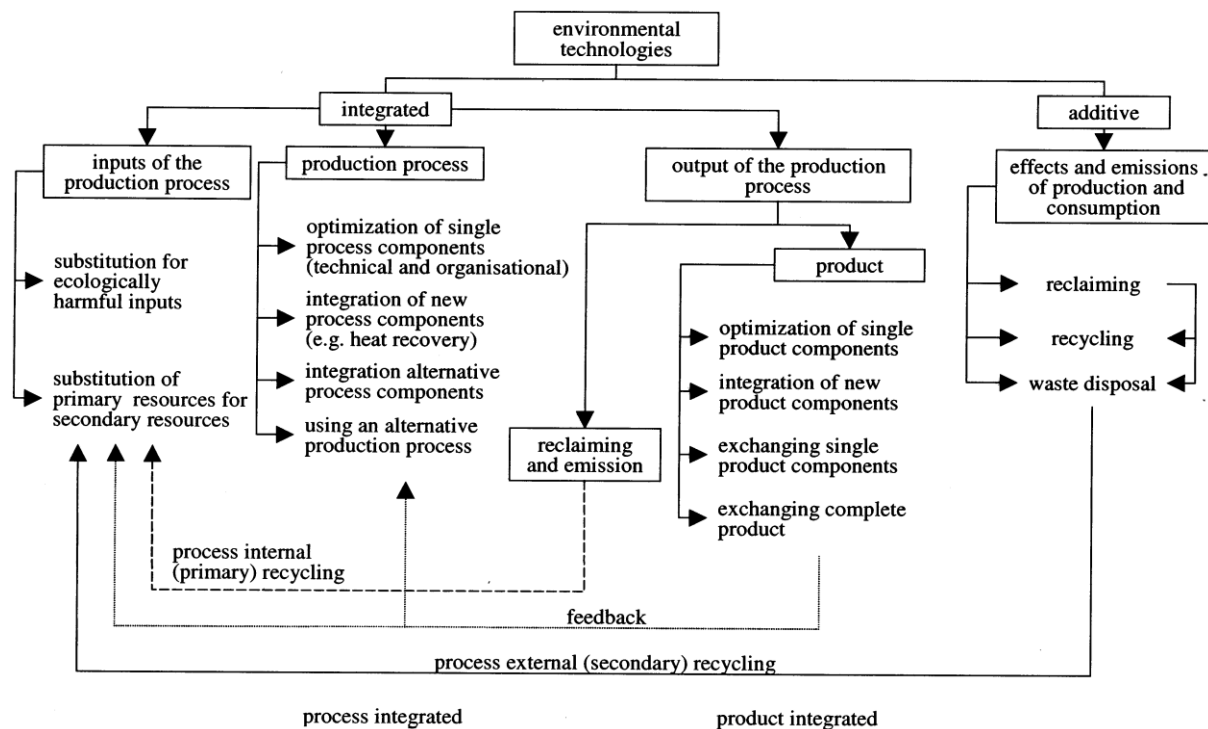 environmental
technologies
integrated
additive
inputs of the
production process
production process
output of the production
process
effects and emissions
of production and
consumption
substitution for
ecologically
harmful inputs
substitution of
primary resources for
secondary resources
optimization of single
process components
(technical and organisational)
integration of new
process components
(e.g. heat recovery)
integration alternative
process components
using an alternative
production process
reclaiming
and emission
product
optimization of single
product components
integration of new
product components
exchanging single
product components
exchanging complete
product
reclaiming
recycling
waste disposal
process internal
(primary) recycling
feedback
process external (secondary) recycling
process integrated
product integrated